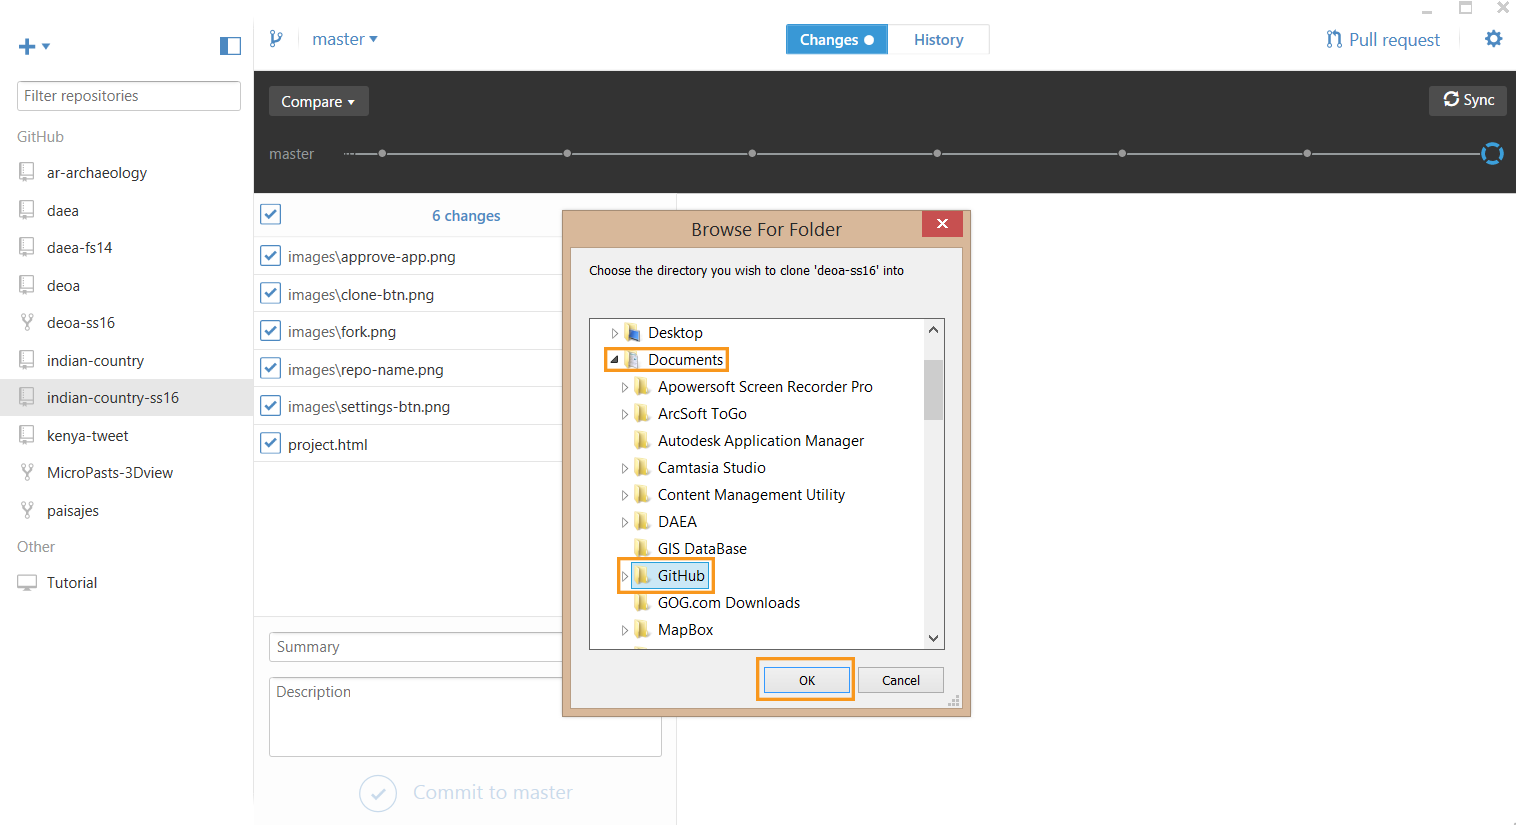 master
Changes
History
Pull request
Filter repositories
GitHub
ar-archaeology
daea
daea-fs14
deoa
deoa-ss16
indian-country
indian-country-ss16
kenya-tweet
MicroPasts-3Dview
paisajes
Other
Tutorial
Compare
Sync
master
6 changes
images\approve-app.png
images\clone-btn.png
images\fork.png
images\repo-name.png
images\settings-btn.png
project.html
Summary
Description
Commit to master
Browse For Folder
Choose the directory you wish to clone 'deoa-ss16' into
Desktop
Documents
Apowersoft Screen Recorder Pro
ArcSoft ToGo
Autodesk Application Manager
Camtasia Studio
Content Management Utility
DAEA
GIS DataBase
GitHub
GOG.com Downloads
MapBox
OK
Cancel